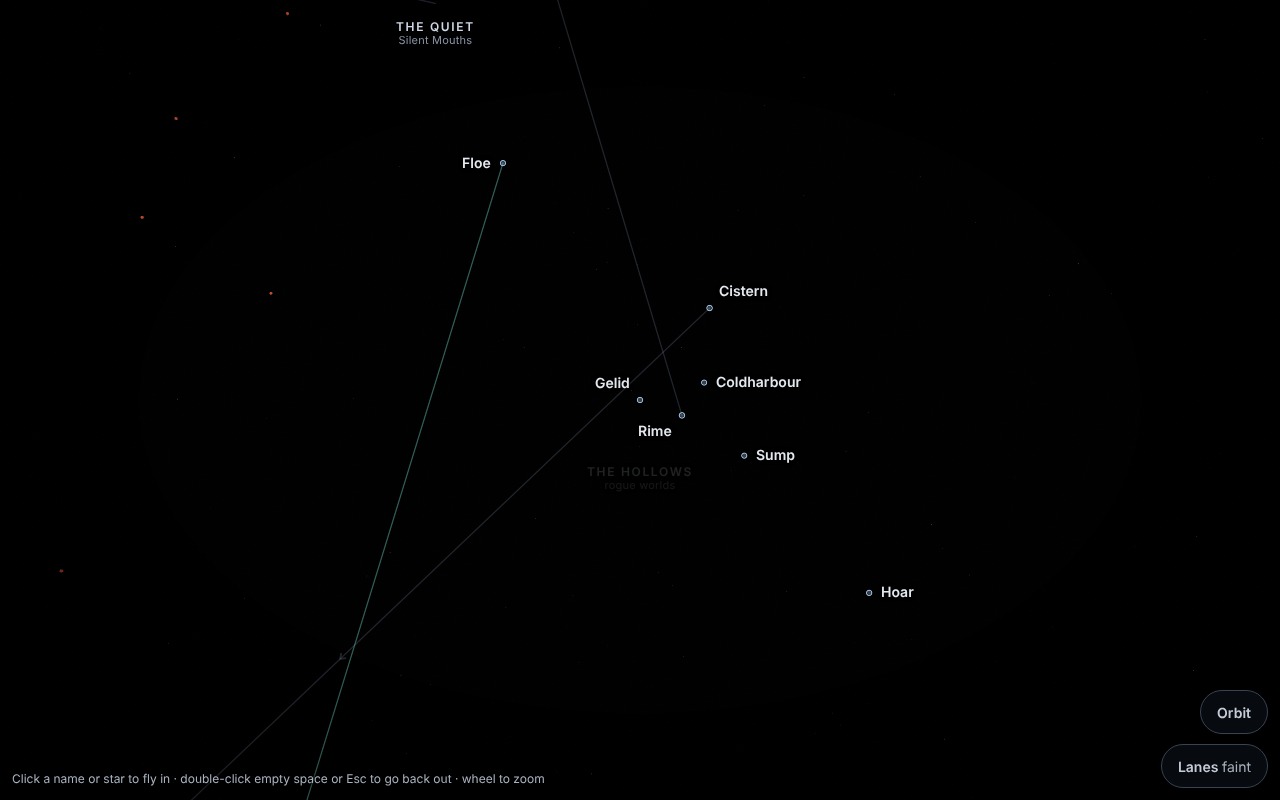 THE QUIET
Silent Mouths
Floe
Cistern
Gelid
Coldharbour
Rime
Sump
THE HOLLOWS
rogue worlds
Hoar
Orbit
Lanes faint
Click a name or star to fly in · double-click empty space or Esc to go back out · wheel to zoom